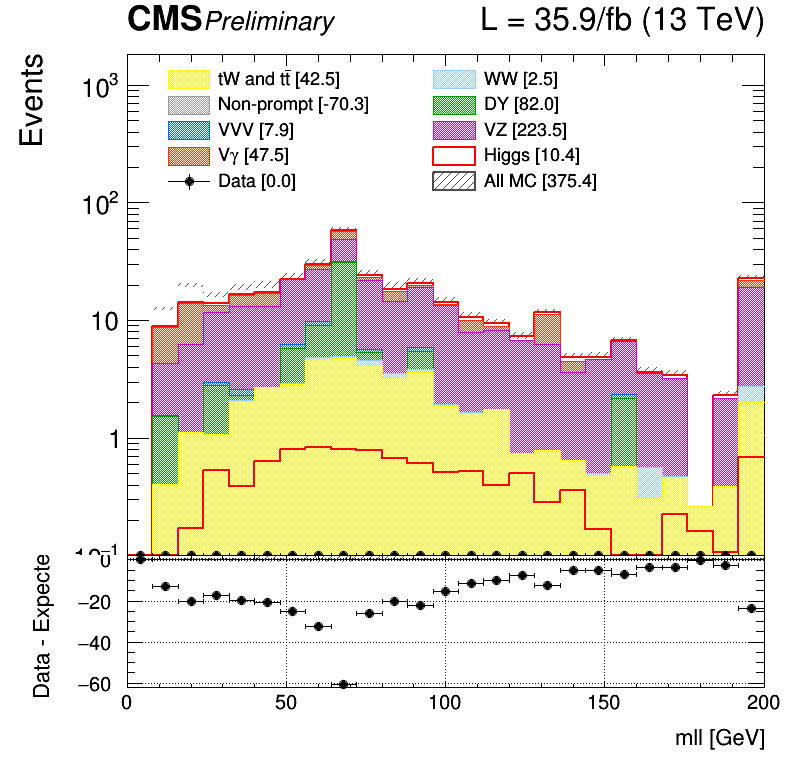 CMS Preliminary L = 35.9/fb (13 TeV)
Events
tW and tt̄ [42.5] WW [2.5]
Non-prompt [-70.3] DY [82.0]
VVV [7.9] VZ [223.5]
Vγ [47.5] Higgs [10.4]
Data [0.0] All MC [375.4]
10³
10²
10
1
Data - Expecte
0
−20
−40
−60
0 50 100 150 200
mll [GeV]